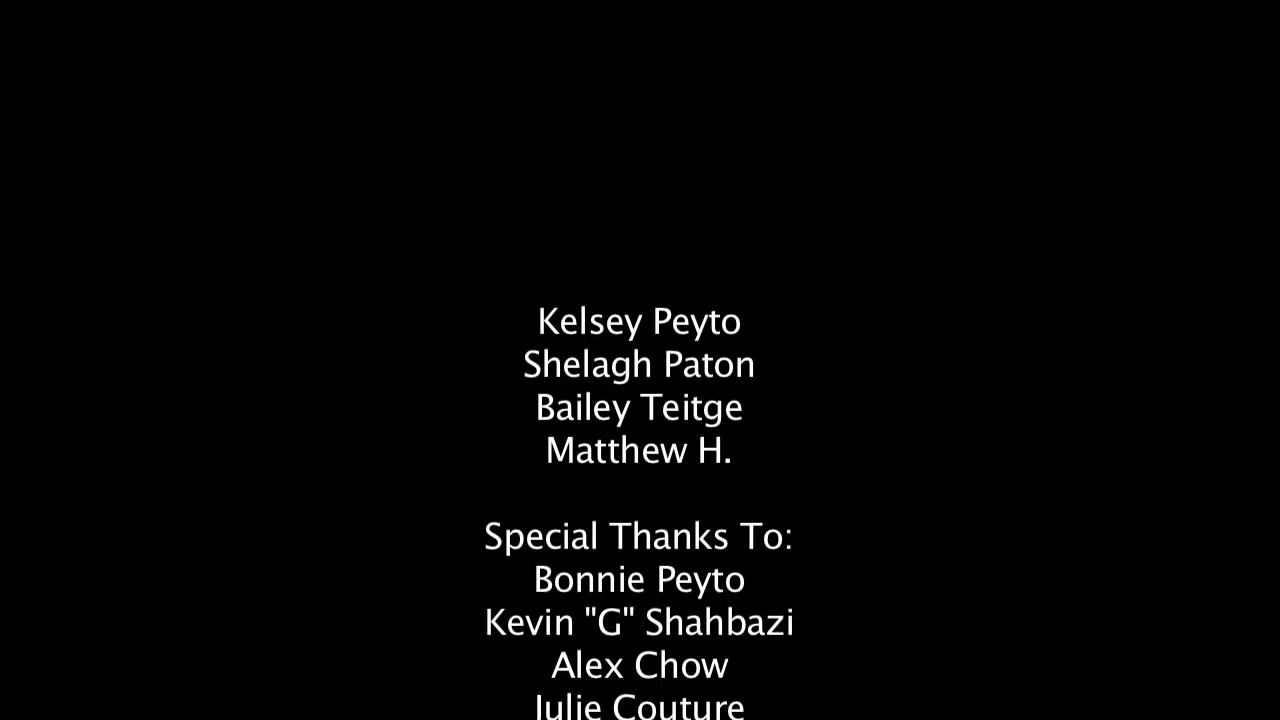 Kelsey Peyto
Shelagh Paton
Bailey Teitge
Matthew H.
Special Thanks To:
Bonnie Peyto
Kevin "G" Shahbazi
Alex Chow
Julie Couture